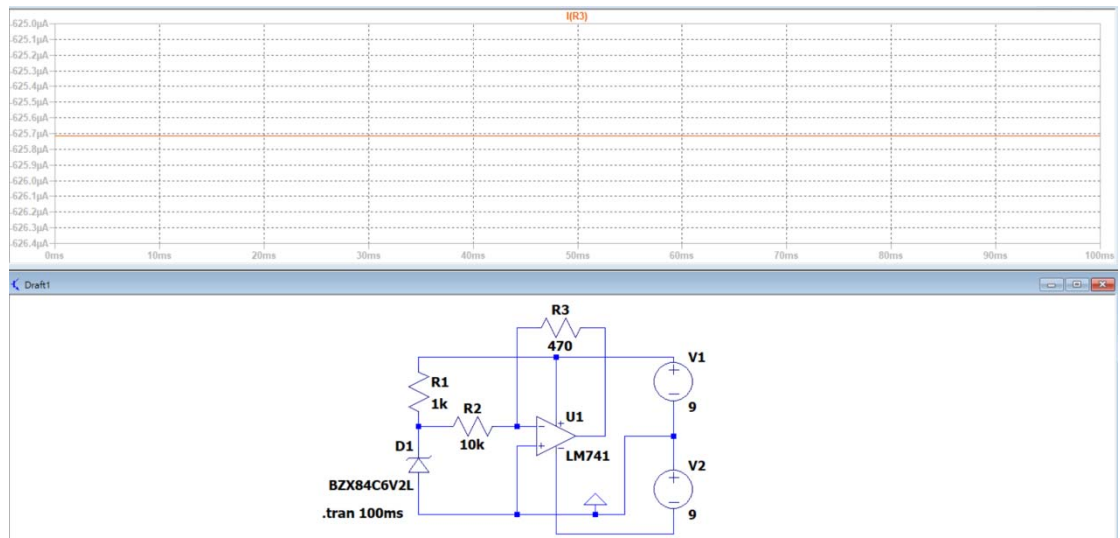 I(R3)
-625.0µA
-625.1µA
-625.2µA
-625.3µA
-625.4µA
-625.5µA
-625.6µA
-625.7µA
-625.8µA
-625.9µA
-626.0µA
-626.1µA
-626.2µA
-626.3µA
-626.4µA
0ms 10ms 20ms 30ms 40ms 50ms 60ms 70ms 80ms 90ms 100ms
Draft1
R3
470
V1
R1
1k
9
R2
U1
10k
D1
LM741
V2
BZX84C6V2L
9
.tran 100ms